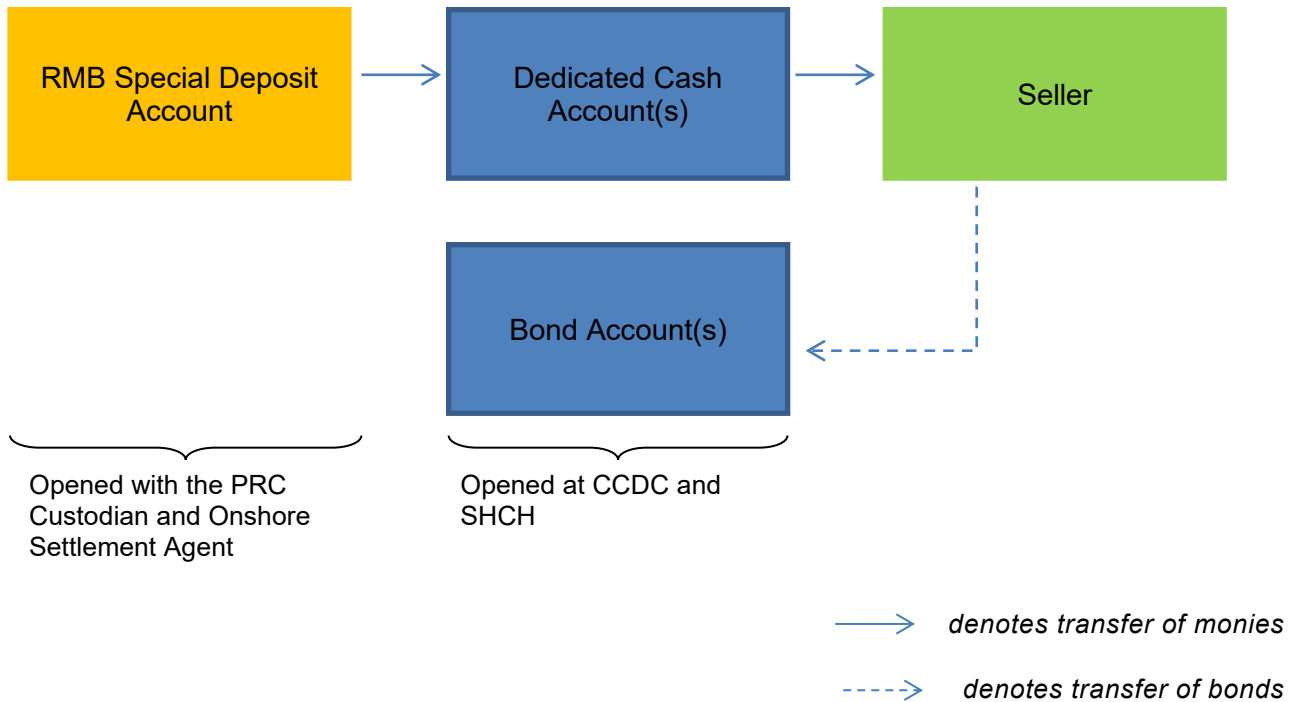 RMB Special Deposit
Account
Dedicated Cash
Account(s)
Seller
Bond Account(s)
Opened with the PRC
Custodian and Onshore
Settlement Agent
Opened at CCDC and
SHCH
denotes transfer of monies
denotes transfer of bonds